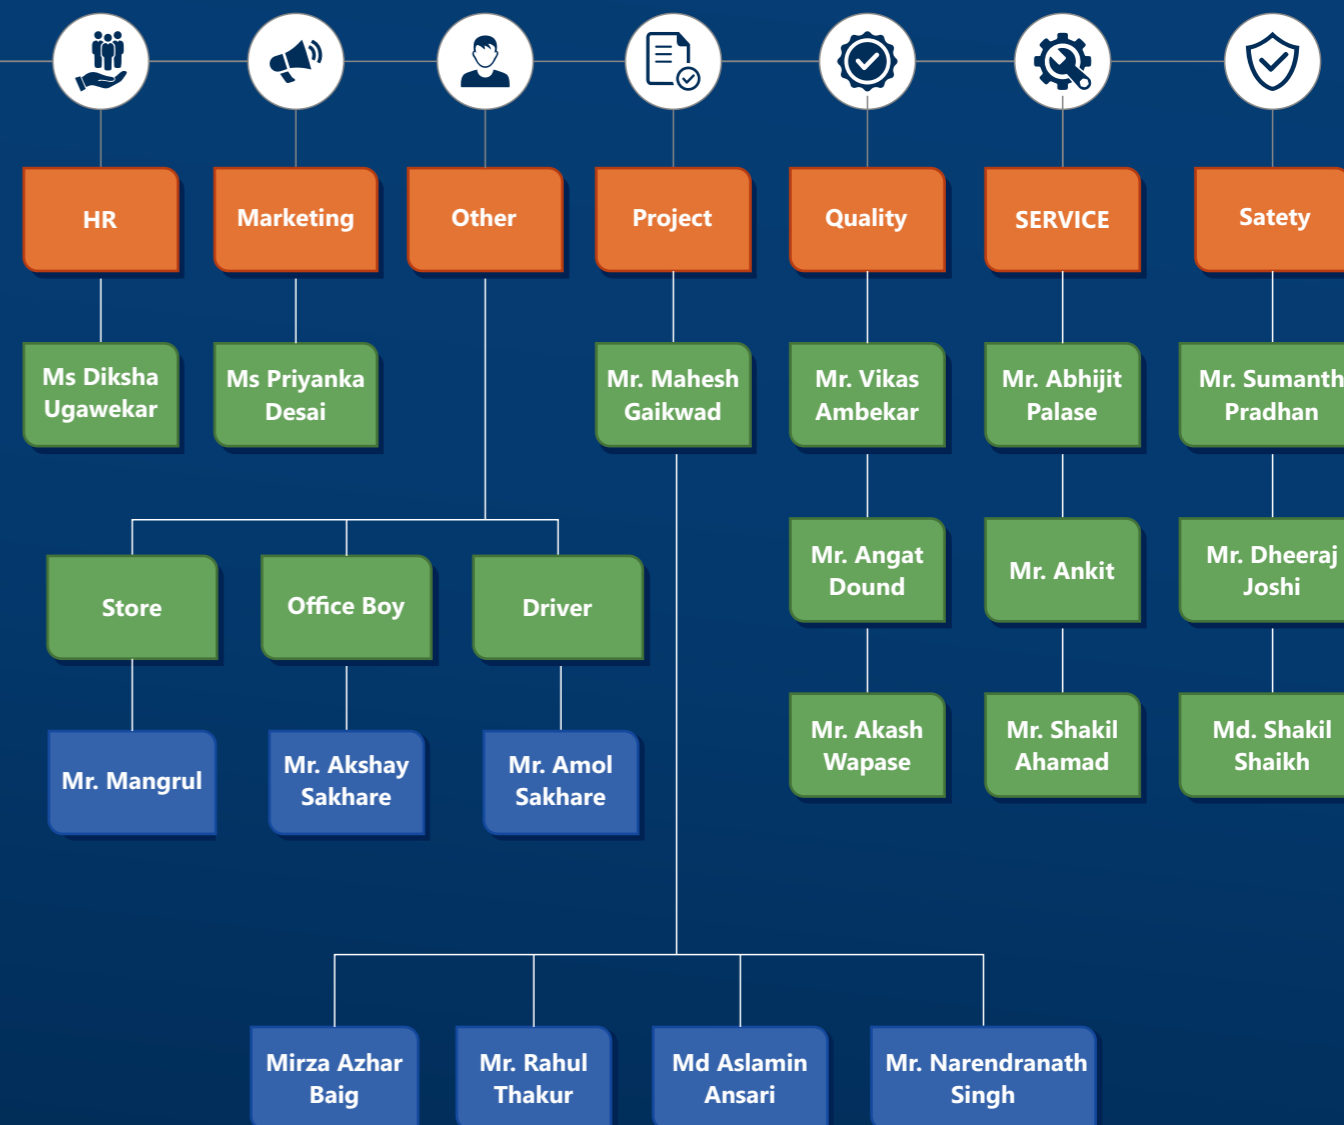 HR
Marketing
Other
Project
Quality
SERVICE
Satety
Ms Diksha
Ugawekar
Ms Priyanka
Desai
Mr. Mahesh
Gaikwad
Mr. Vikas
Ambekar
Mr. Abhijit
Palase
Mr. Sumanth
Pradhan
Mr. Angat
Dound
Mr. Ankit
Mr. Dheeraj
Joshi
Store
Office Boy
Driver
Mr. Mangrul
Mr. Akshay
Sakhare
Mr. Amol
Sakhare
Mr. Akash
Wapase
Mr. Shakil
Ahamad
Md. Shakil
Shaikh
Mirza Azhar
Baig
Mr. Rahul
Thakur
Md Aslamin
Ansari
Mr. Narendranath
Singh